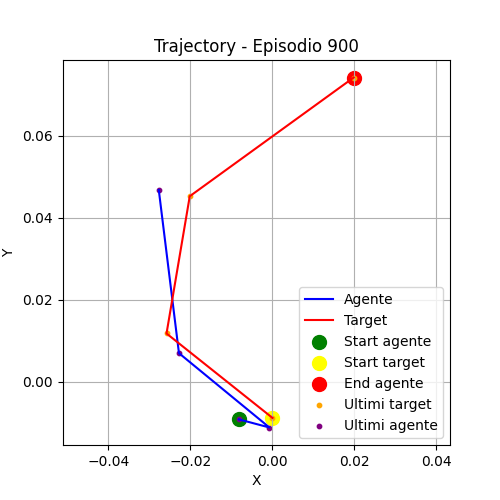 Trajectory - Episodio 900
Y
0.06
0.04
0.02
0.00
−0.04
−0.02
0.00
0.02
0.04
X
Agente
Target
Start agente
Start target
End agente
Ultimi target
Ultimi agente